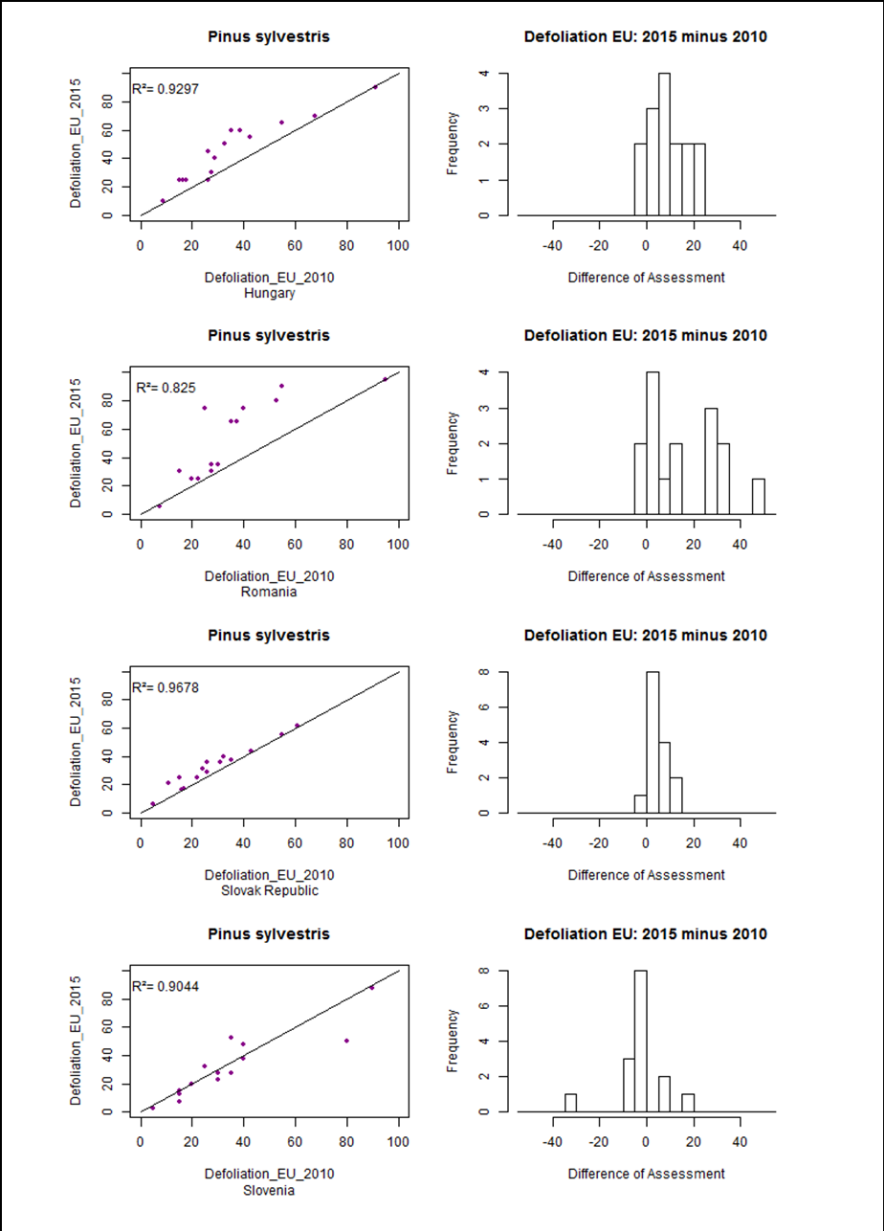 Pinus sylvestris
R²= 0.9297
Defoliation_EU_2015
0 20 40 60 80
0 20 40 60 80 100
Defoliation_EU_2010
Hungary
Defoliation EU: 2015 minus 2010
Frequency
0 1 2 3 4
-40 -20 0 20 40
Difference of Assessment
Pinus sylvestris
R²= 0.825
Defoliation_EU_2015
0 20 40 60 80
0 20 40 60 80 100
Defoliation_EU_2010
Romania
Defoliation EU: 2015 minus 2010
Frequency
0 1 2 3 4
-40 -20 0 20 40
Difference of Assessment
Pinus sylvestris
R²= 0.9678
Defoliation_EU_2015
0 20 40 60 80
0 20 40 60 80 100
Defoliation_EU_2010
Slovak Republic
Defoliation EU: 2015 minus 2010
Frequency
0 2 4 6 8
-40 -20 0 20 40
Difference of Assessment
Pinus sylvestris
R²= 0.9044
Defoliation_EU_2015
0 20 40 60 80
0 20 40 60 80 100
Defoliation_EU_2010
Slovenia
Defoliation EU: 2015 minus 2010
Frequency
0 2 4 6 8
-40 -20 0 20 40
Difference of Assessment